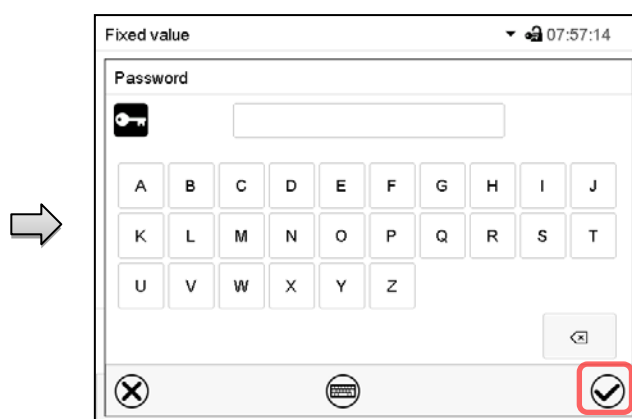 Fixed value 07:57:14
Password
A B C D E F G H I J
K L M N O P Q R S T
U V W X Y Z